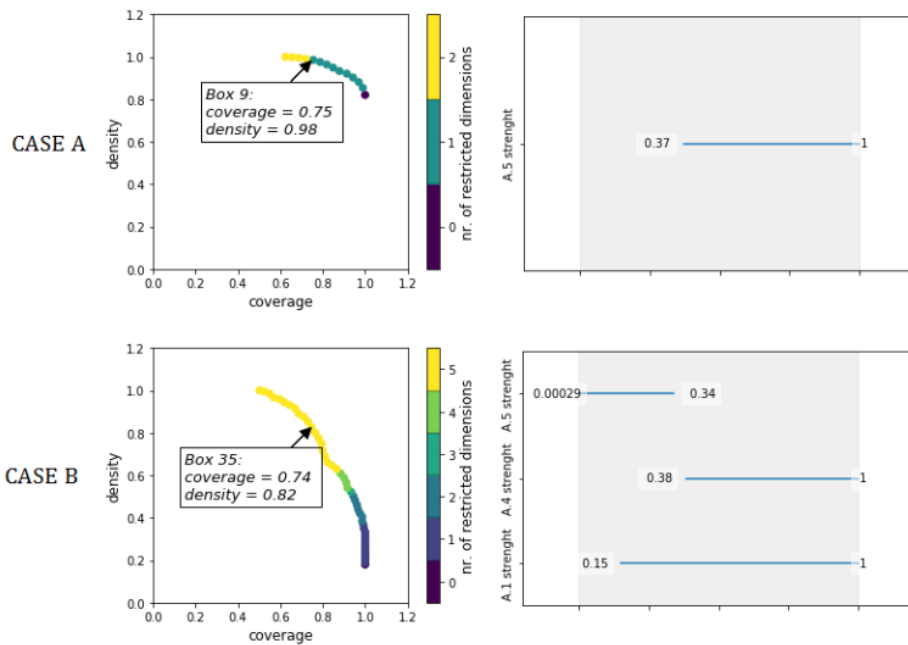 CASE A
1.2
1.0
0.8
0.6
0.4
0.2
0.0
density
0.0 0.2 0.4 0.6 0.8 1.0 1.2
coverage
Box 9:
coverage = 0.75
density = 0.98
2
1
0
nr. of restricted dimensions
A.5 strenght
0.37
1
CASE B
1.2
1.0
0.8
0.6
0.4
0.2
0.0
density
0.0 0.2 0.4 0.6 0.8 1.0 1.2
coverage
Box 35:
coverage = 0.74
density = 0.82
5
4
3
2
1
0
nr. of restricted dimensions
A.5 strenght
0.00029
0.34
A.4 strenght
0.38
1
A.1 strenght
0.15
1